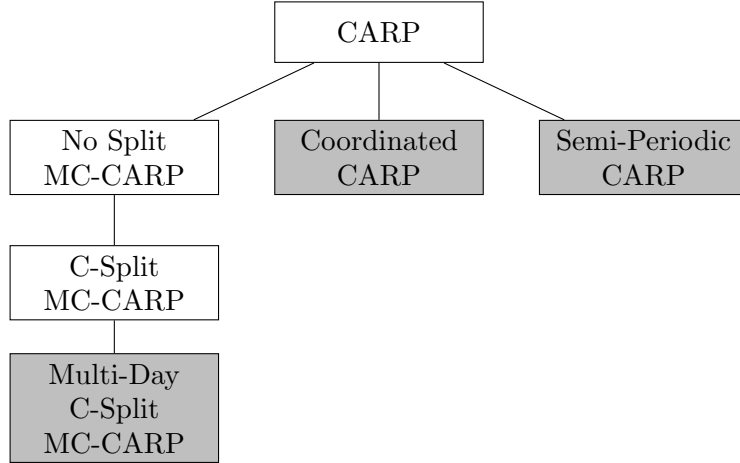 CARP
No Split
MC-CARP
Coordinated
CARP
Semi-Periodic
CARP
C-Split
MC-CARP
Multi-Day
C-Split
MC-CARP